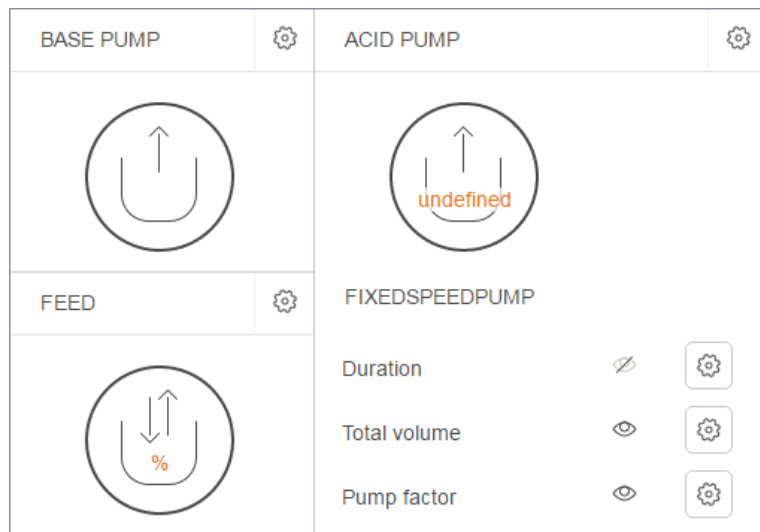 BASE PUMP
ACID PUMP
undefined
FEED
%
FIXEDSPEEDPUMP
Duration
Total volume
Pump factor